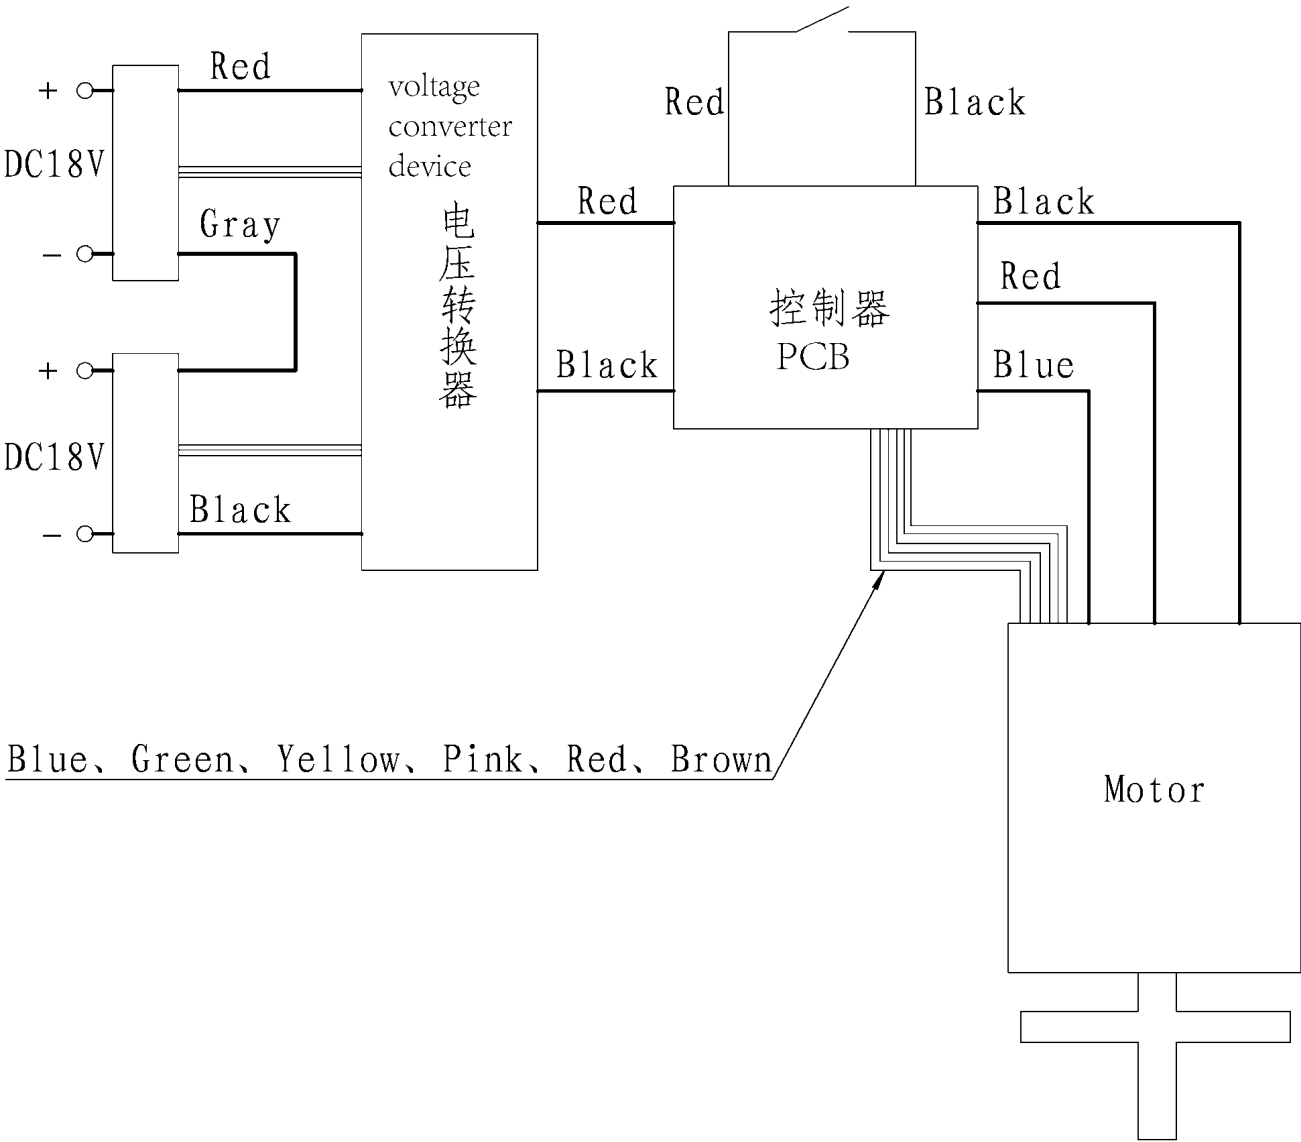 +
DC18V
−
Red
Gray
+
DC18V
−
Black
voltage
converter
device
电压转换器
Red
Black
Red
Black
控制器
PCB
Black
Red
Blue
Blue、Green、Yellow、Pink、Red、Brown
Motor